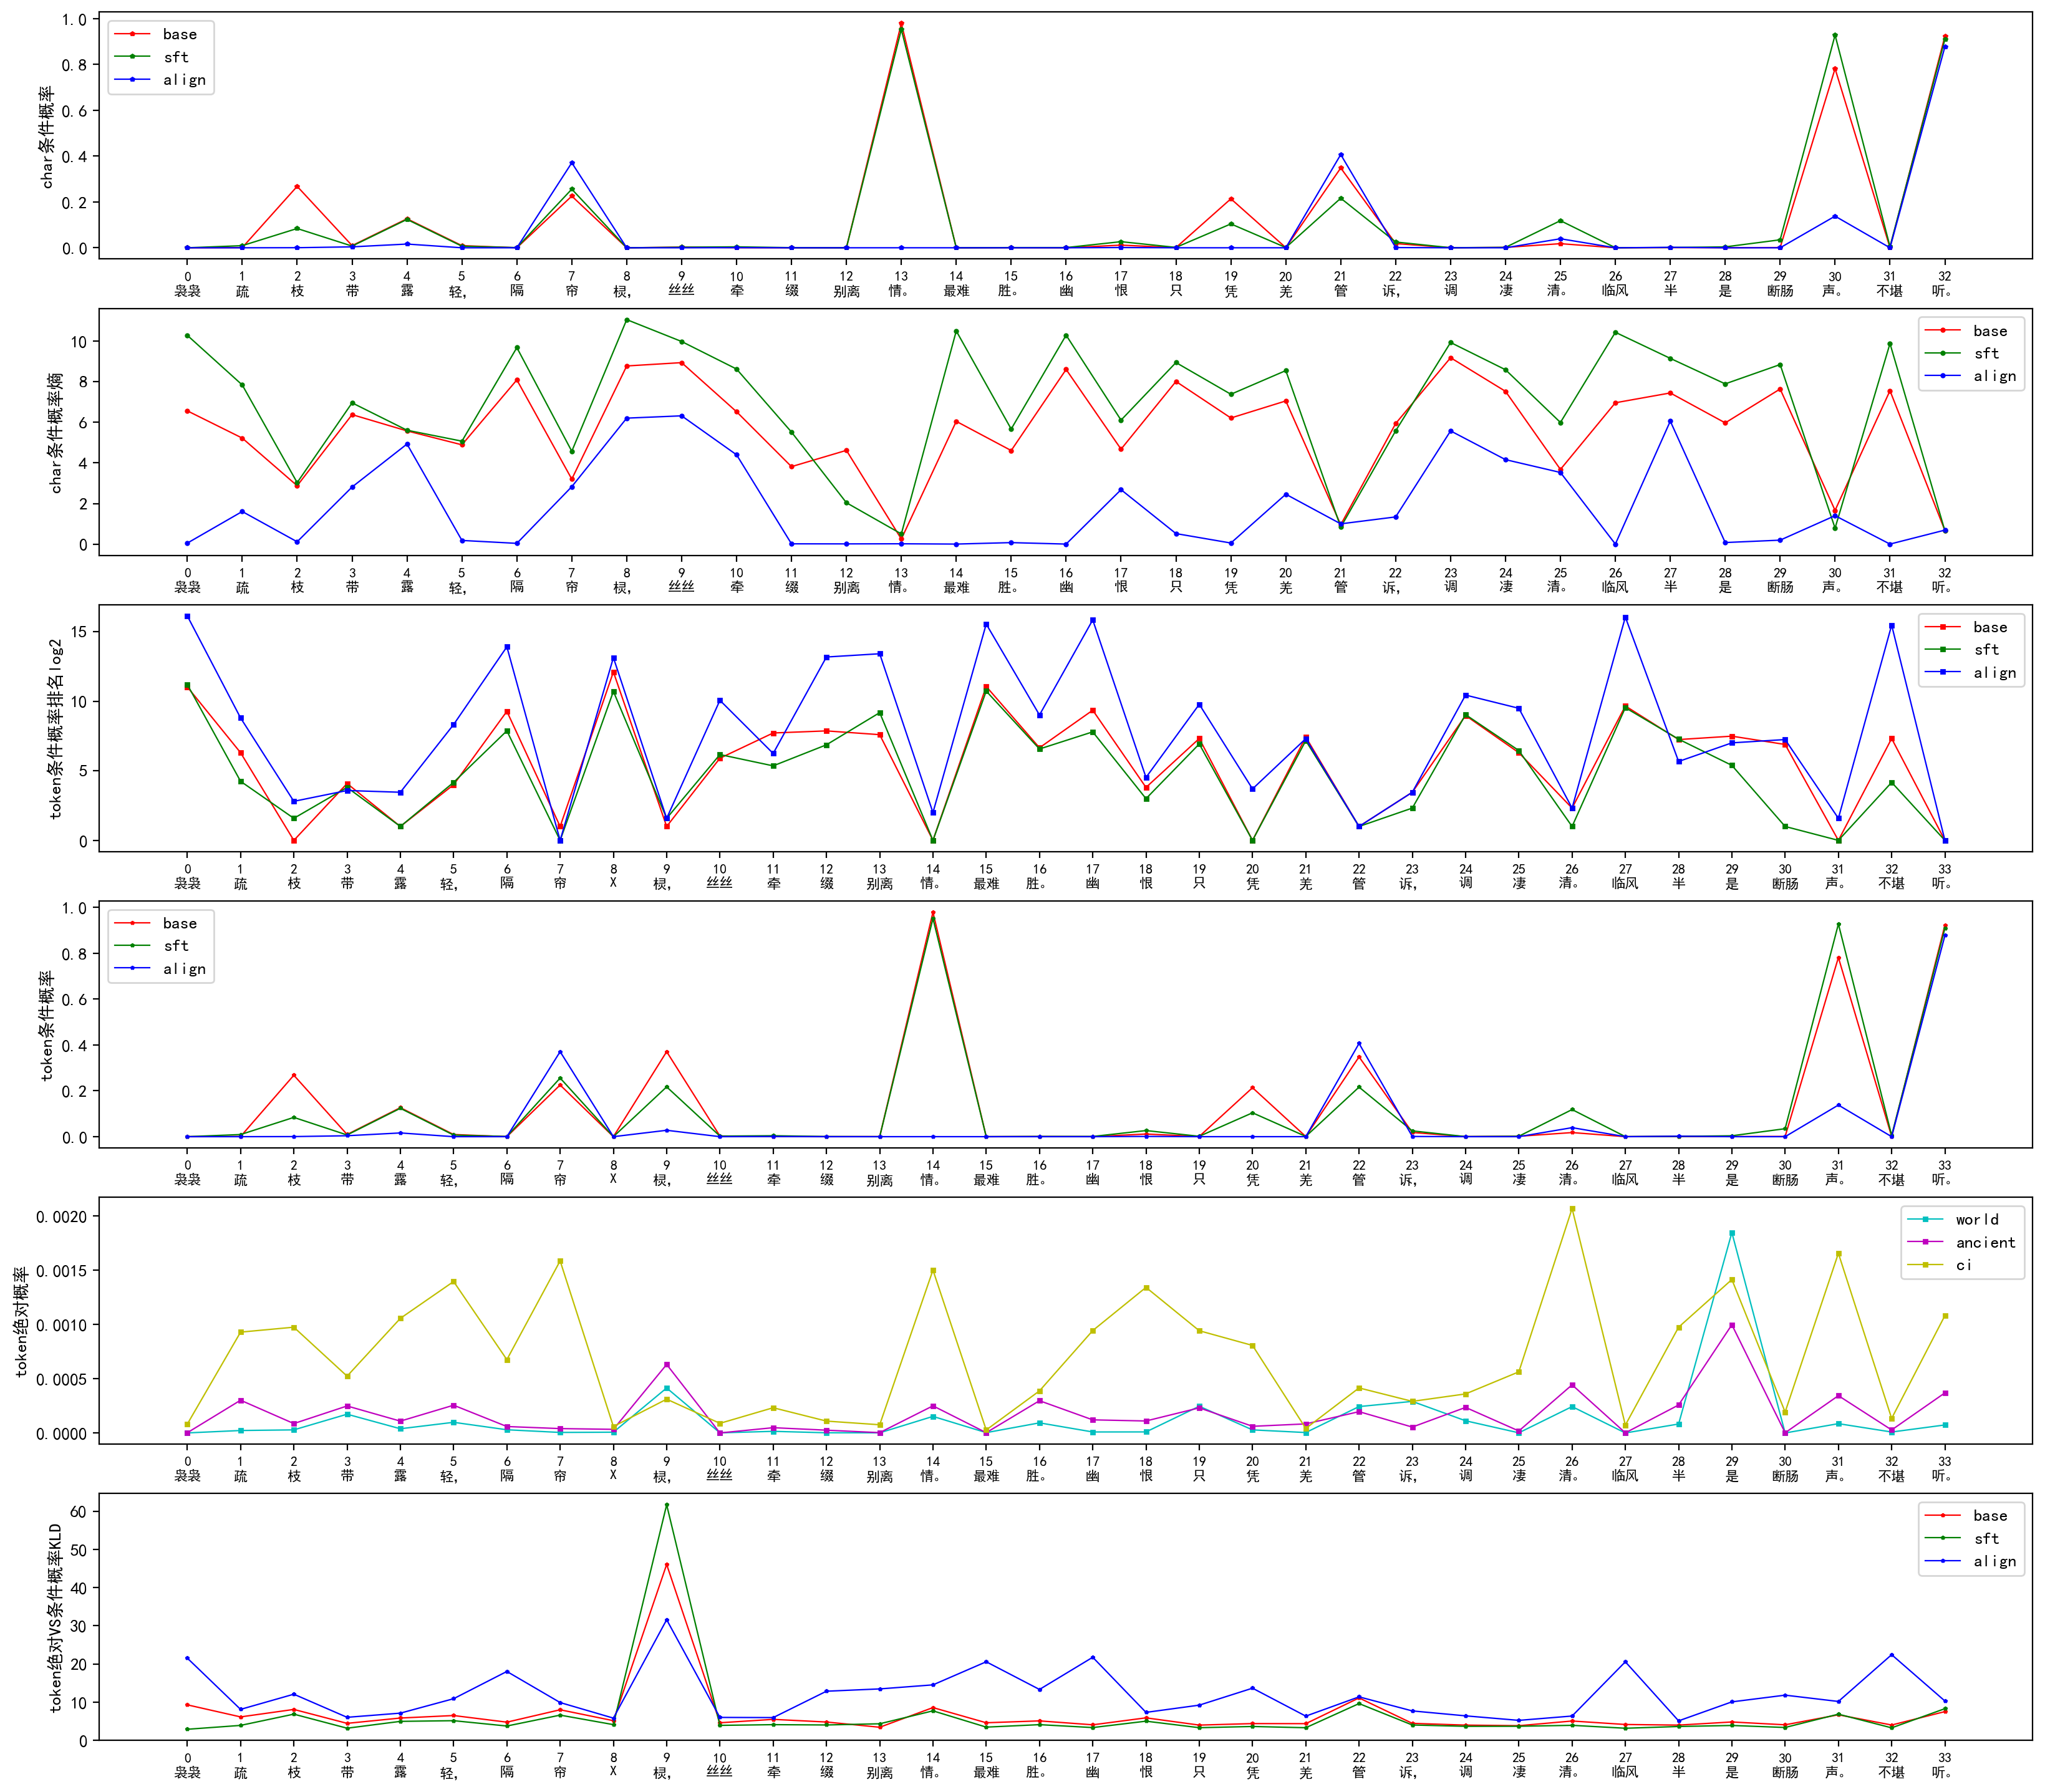 char条件概率
1.0
0.8
0.6
0.4
0.2
0.0
base
sft
align
0 1 2 3 4 5 6 7 8 9 10 11 12 13 14 15 16 17 18 19 20 21 22 23 24 25 26 27 28 29 30 31 32
袅袅 疏 枝 带 露 轻, 隔 帘 棂, 丝丝 牵 缀 别离 情。 最难 胜。 幽 恨 只 凭 羌 管 诉, 调 凄 清。 临风 半 是 断肠 声。 不堪 听。
char条件概率熵
10
8
6
4
2
0
base
sft
align
0 1 2 3 4 5 6 7 8 9 10 11 12 13 14 15 16 17 18 19 20 21 22 23 24 25 26 27 28 29 30 31 32
袅袅 疏 枝 带 露 轻, 隔 帘 棂, 丝丝 牵 缀 别离 情。 最难 胜。 幽 恨 只 凭 羌 管 诉, 调 凄 清。 临风 半 是 断肠 声。 不堪 听。
token条件概率排名log2
15
10
5
0
base
sft
align
0 1 2 3 4 5 6 7 8 9 10 11 12 13 14 15 16 17 18 19 20 21 22 23 24 25 26 27 28 29 30 31 32 33
袅袅 疏 枝 带 露 轻, 隔 帘 X 棂, 丝丝 牵 缀 别离 情。 最难 胜。 幽 恨 只 凭 羌 管 诉, 调 凄 清。 临风 半 是 断肠 声。 不堪 听。
token条件概率
1.0
0.8
0.6
0.4
0.2
0.0
base
sft
align
0 1 2 3 4 5 6 7 8 9 10 11 12 13 14 15 16 17 18 19 20 21 22 23 24 25 26 27 28 29 30 31 32 33
袅袅 疏 枝 带 露 轻, 隔 帘 X 棂, 丝丝 牵 缀 别离 情。 最难 胜。 幽 恨 只 凭 羌 管 诉, 调 凄 清。 临风 半 是 断肠 声。 不堪 听。
token绝对概率
0.0020
0.0015
0.0010
0.0005
0.0000
world
ancient
ci
0 1 2 3 4 5 6 7 8 9 10 11 12 13 14 15 16 17 18 19 20 21 22 23 24 25 26 27 28 29 30 31 32 33
袅袅 疏 枝 带 露 轻, 隔 帘 X 棂, 丝丝 牵 缀 别离 情。 最难 胜。 幽 恨 只 凭 羌 管 诉, 调 凄 清。 临风 半 是 断肠 声。 不堪 听。
token绝对VS条件概率KLD
60
50
40
30
20
10
0
base
sft
align
0 1 2 3 4 5 6 7 8 9 10 11 12 13 14 15 16 17 18 19 20 21 22 23 24 25 26 27 28 29 30 31 32 33
袅袅 疏 枝 带 露 轻, 隔 帘 X 棂, 丝丝 牵 缀 别离 情。 最难 胜。 幽 恨 只 凭 羌 管 诉, 调 凄 清。 临风 半 是 断肠 声。 不堪 听。